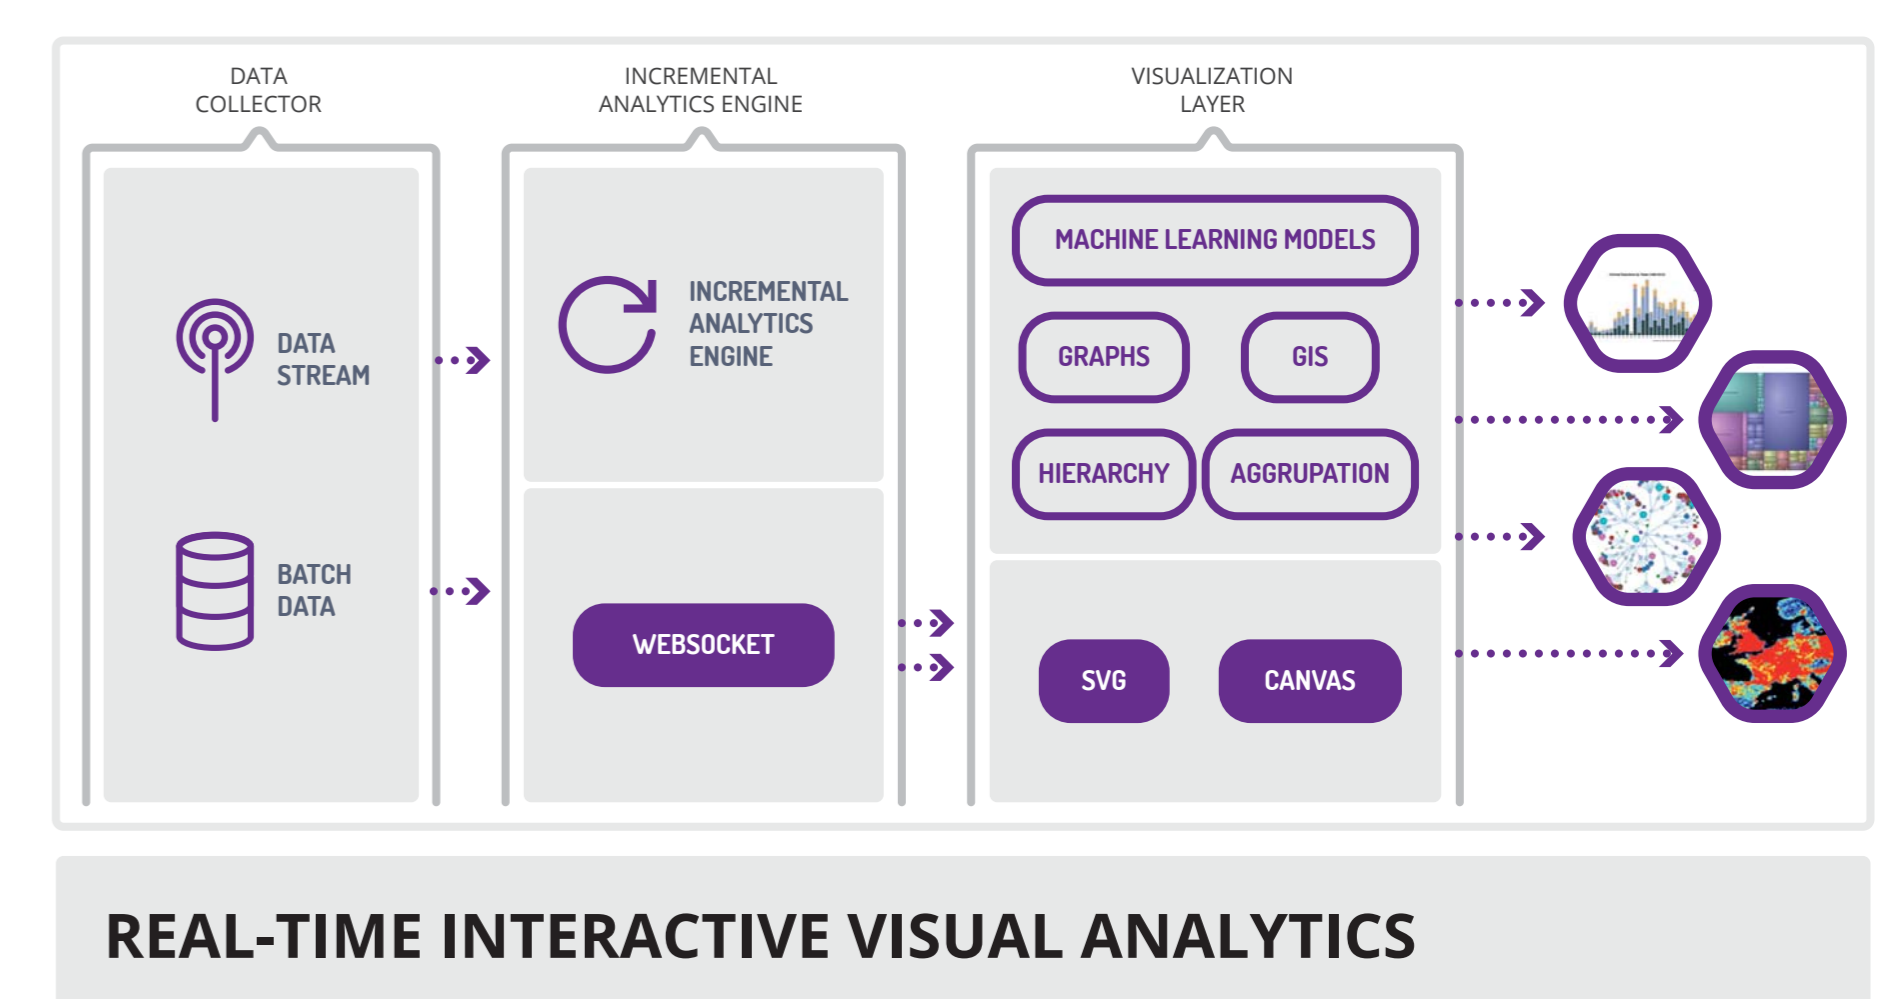 DATA
COLLECTOR
INCREMENTAL
ANALYTICS ENGINE
VISUALIZATION
LAYER
DATA
STREAM
BATCH
DATA
INCREMENTAL
ANALYTICS
ENGINE
WEBSOCKET
MACHINE LEARNING MODELS
GRAPHS
GIS
HIERARCHY
AGGRUPATION
SVG
CANVAS
REAL-TIME INTERACTIVE VISUAL ANALYTICS